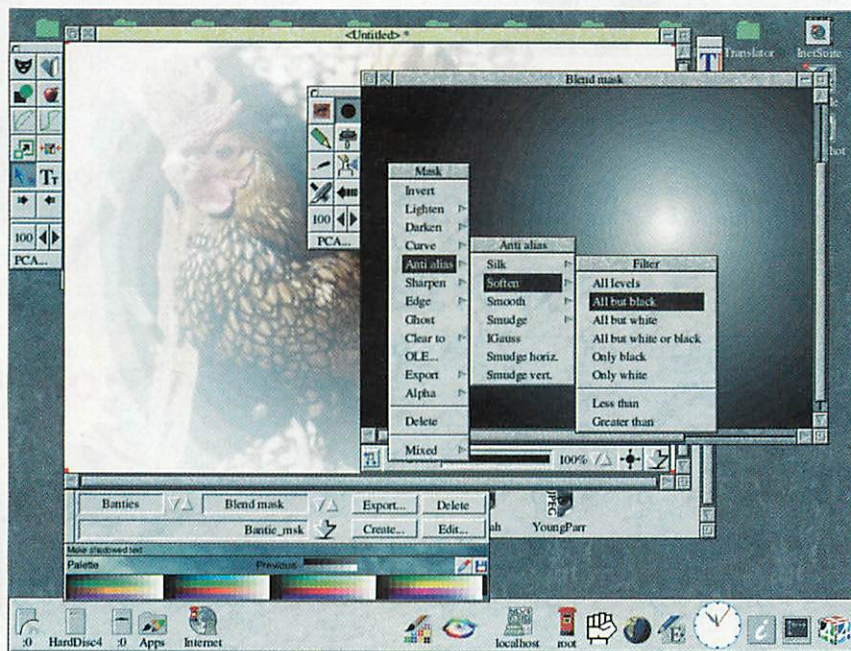 <Untitled> *
Translator
InerSuite
Blend mask
Mask
Invert
Lighten
Darken
Curve
Anti alias
Sharpen
Edge
Ghost
Clear to
OLE...
Export
Alpha
Delete
Mixed
Anti alias
Silk
Soften
Smooth
Smudge
IGauss
Smudge horiz.
Smudge vert.
Filter
All levels
All but black
All but white
All but white or black
Only black
Only white
Less than
Greater than
100
PCA...
100
PCA...
100%
Banties
Blend mask
Export...
Delete
Bantie_msk
Create...
Edit...
JPEG
YoungParr
Make shadowed text
Palette
Previous
:0
HardDisc4
:0
Apps
Internet
localhost
root